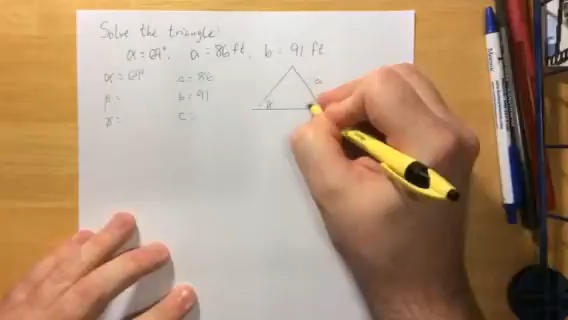 Solve the triangle:
α = 69°, a = 86 ft, b = 91 ft
α = 69° a = 86
β = b = 91
γ = c =
a
α